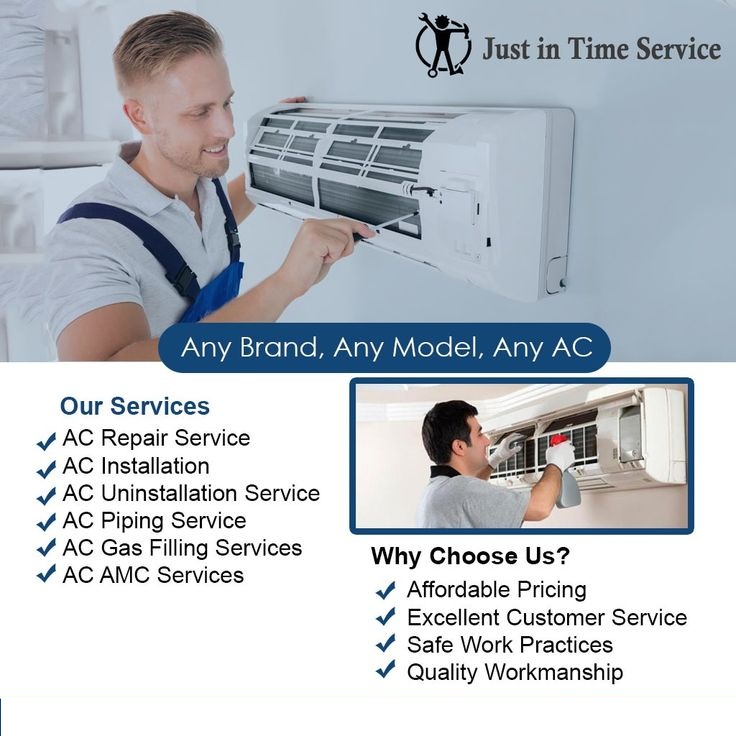 Just in Time Service
Any Brand, Any Model, Any AC
Our Services
AC Repair Service
AC Installation
AC Uninstallation Service
AC Piping Service
AC Gas Filling Services
AC AMC Services
Why Choose Us?
Affordable Pricing
Excellent Customer Service
Safe Work Practices
Quality Workmanship